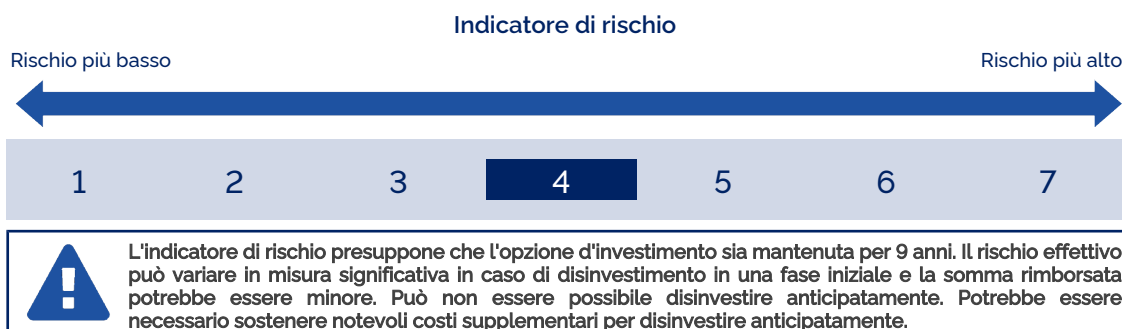 Indicatore di rischio
Rischio più basso Rischio più alto
1 2 3 4 5 6 7
L'indicatore di rischio presuppone che l'opzione d'investimento sia mantenuta per 9 anni. Il rischio effettivo
può variare in misura significativa in caso di disinvestimento in una fase iniziale e la somma rimborsata
potrebbe essere minore. Può non essere possibile disinvestire anticipatamente. Potrebbe essere
necessario sostenere notevoli costi supplementari per disinvestire anticipatamente.